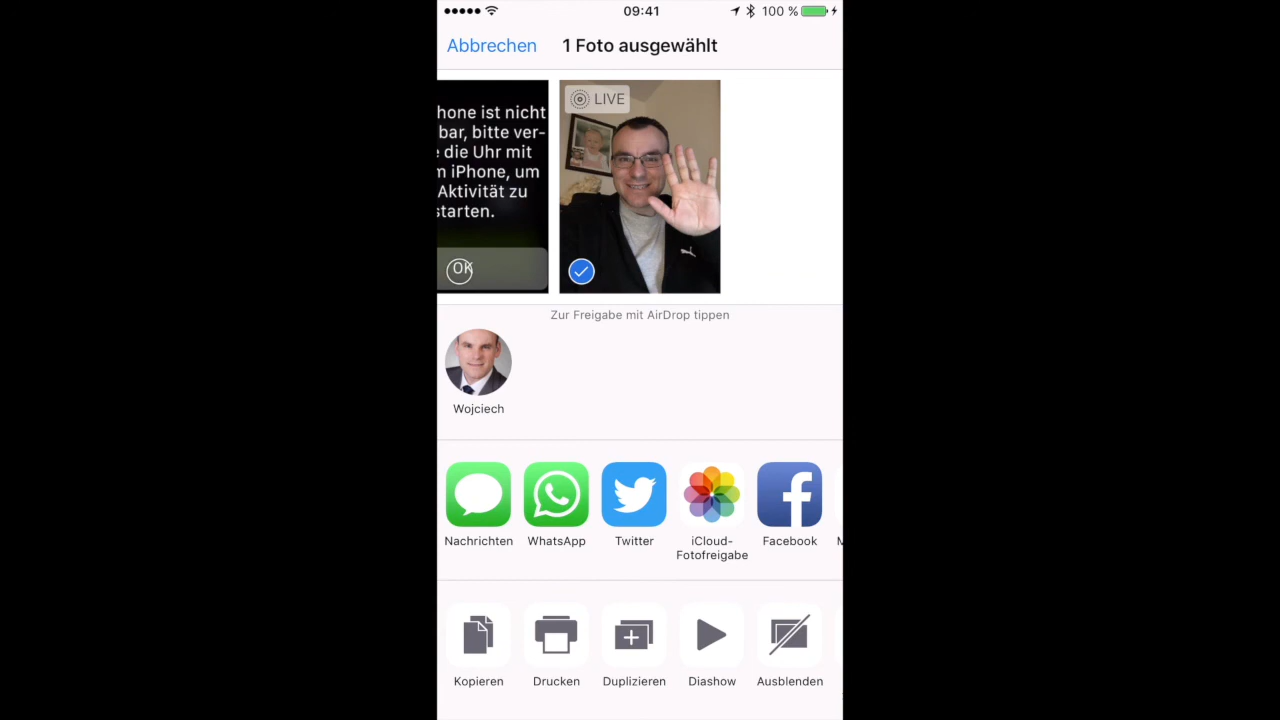 09:41
100 %
Abbrechen
1 Foto ausgewählt
hone ist nicht
bar, bitte ver-
e die Uhr mit
m iPhone, um
Aktivität zu
starten.
OK
LIVE
Zur Freigabe mit AirDrop tippen
Wojciech
Nachrichten
WhatsApp
Twitter
iCloud-
Fotofreigabe
Facebook
M
Kopieren
Drucken
Duplizieren
Diashow
Ausblenden